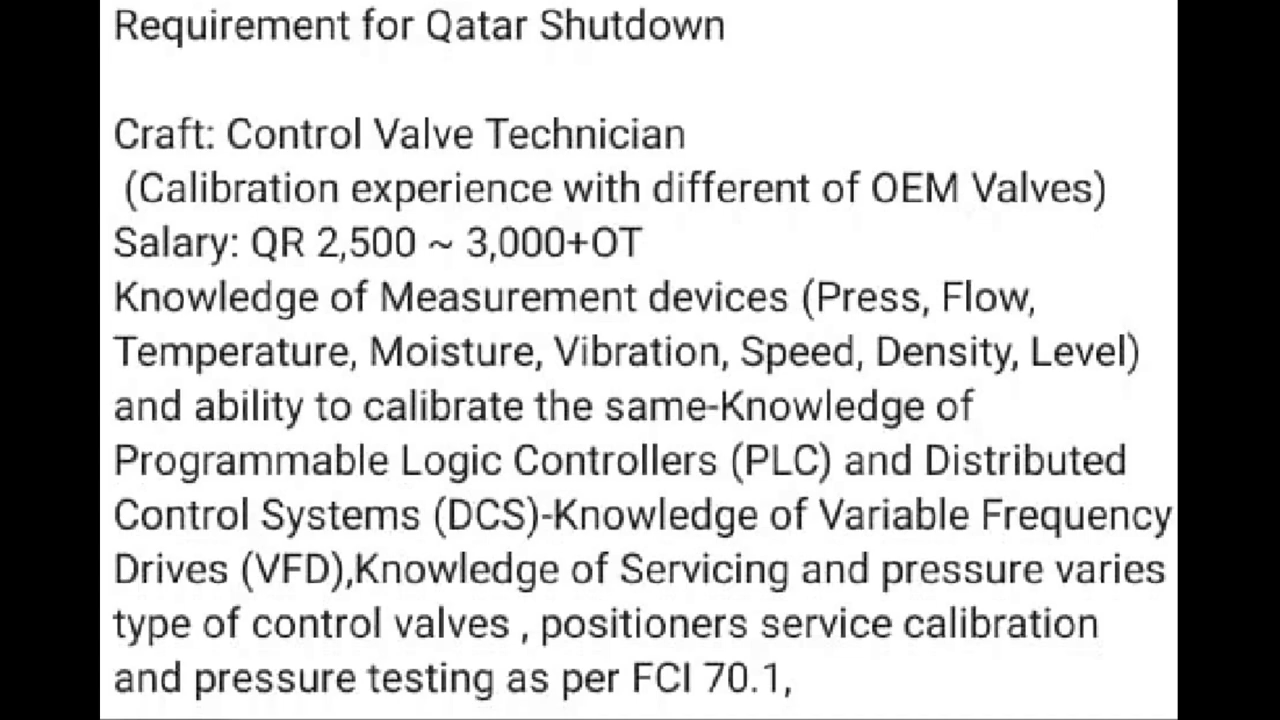 Requirement for Qatar Shutdown
Craft: Control Valve Technician
(Calibration experience with different of OEM Valves)
Salary: QR 2,500 ~ 3,000+OT
Knowledge of Measurement devices (Press, Flow,
Temperature, Moisture, Vibration, Speed, Density, Level)
and ability to calibrate the same-Knowledge of
Programmable Logic Controllers (PLC) and Distributed
Control Systems (DCS)-Knowledge of Variable Frequency
Drives (VFD),Knowledge of Servicing and pressure varies
type of control valves , positioners service calibration
and pressure testing as per FCI 70.1,